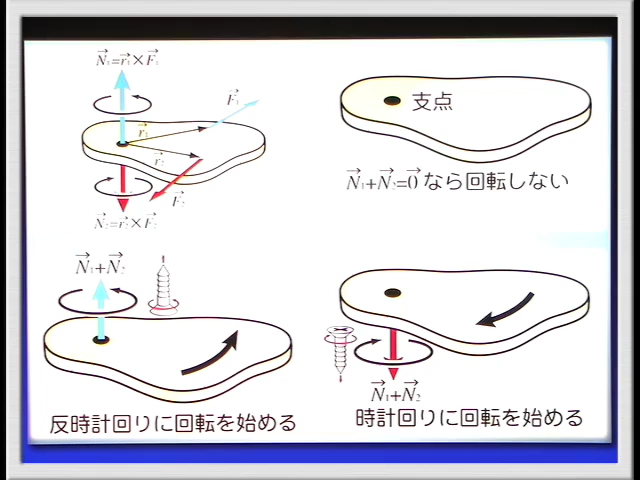 N₁=r₁×F₁
F₁
r₁
r₂
F₂
N₂=r₂×F₂
支点
N₁+N₂=0なら回転しない
N₁+N₂
反時計回りに回転を始める
N₁+N₂
時計回りに回転を始める